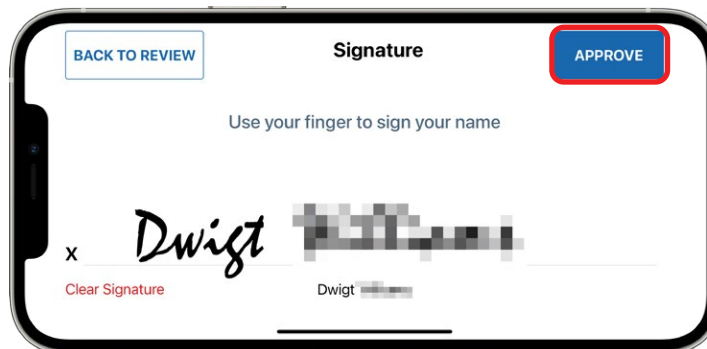 BACK TO REVIEW Signature APPROVE
Use your finger to sign your name
x Dwigt
Clear Signature Dwigt